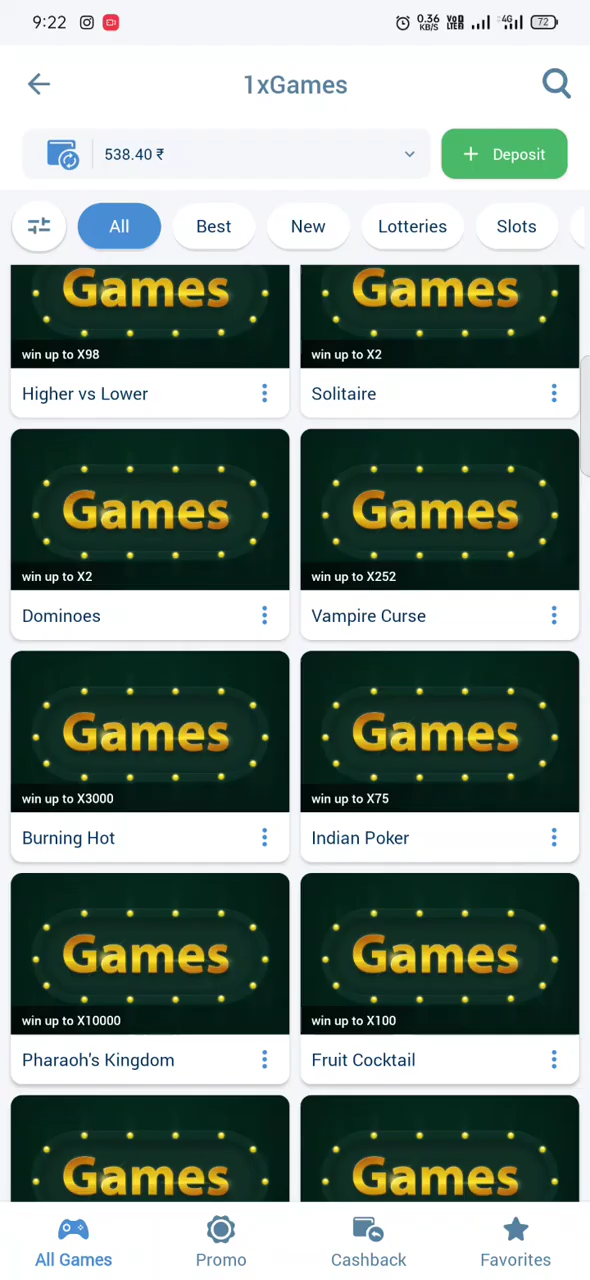 9:22
0.36 KB/S
VoD LTE
4G
72
1xGames
538.40 ₹
+ Deposit
All
Best
New
Lotteries
Slots
Games
Games
win up to X98
win up to X2
Higher vs Lower
Solitaire
Games
Games
win up to X2
win up to X252
Dominoes
Vampire Curse
Games
Games
win up to X3000
win up to X75
Burning Hot
Indian Poker
Games
Games
win up to X10000
win up to X100
Pharaoh's Kingdom
Fruit Cocktail
Games
Games
All Games
Promo
Cashback
Favorites